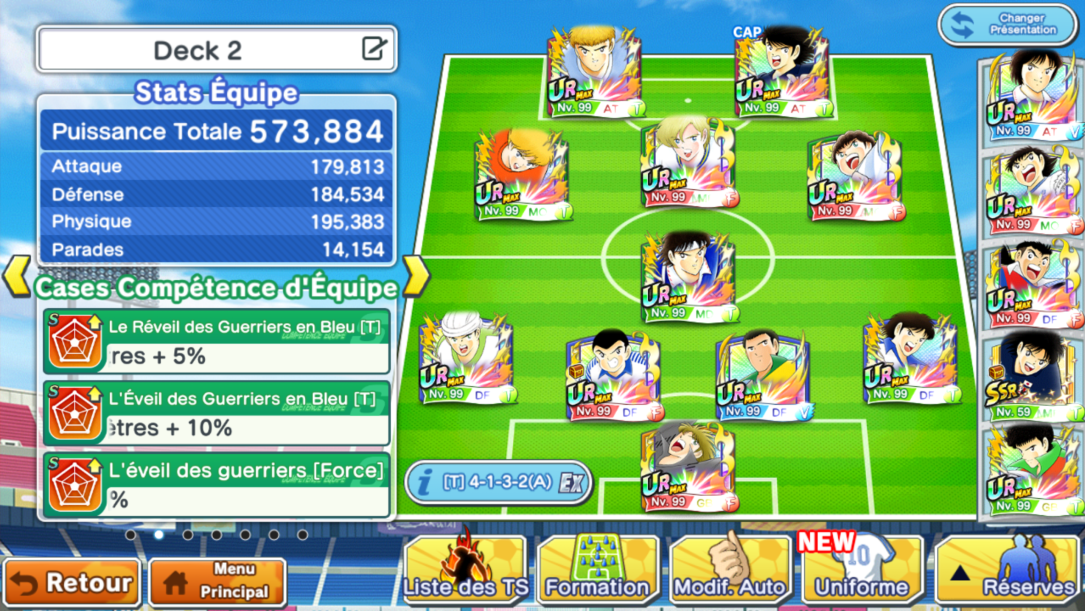 Deck 2
Changer
Présentation
Stats Équipe
Puissance Totale 573,884
Attaque 179,813
Défense 184,534
Physique 195,383
Parades 14,154
Cases Compétence d'Équipe
S Le Réveil des Guerriers en Bleu [T]
res + 5%
S L'Éveil des Guerriers en Bleu [T]
tres + 10%
S L'éveil des guerriers [Force]
%
UR MAX
Nv. 99 AT T
CAP
UR MAX
Nv. 99 AT T
UR MAX
Nv. 99 MO T
UR MAX
Nv. 99 MO F
UR MAX
Nv. 99 M F
UR MAX
Nv. 99 MO T
UR MAX
Nv. 99 DF T
UR MAX
Nv. 99 DF F
UR MAX
Nv. 99 DF V
UR MAX
Nv. 99 DF T
UR MAX
Nv. 99 F
UR MAX
Nv. 99 AT V
UR MAX
Nv. 99 MO F
UR MAX
Nv. 99 DF F
SSR
Nv. 59 T
UR MAX
Nv. 99 T
i [T] 4-1-3-2(A) EX
Retour
Menu
Principal
Liste des TS
Formation
Modif. Auto
NEW
10
Uniforme
Réserves